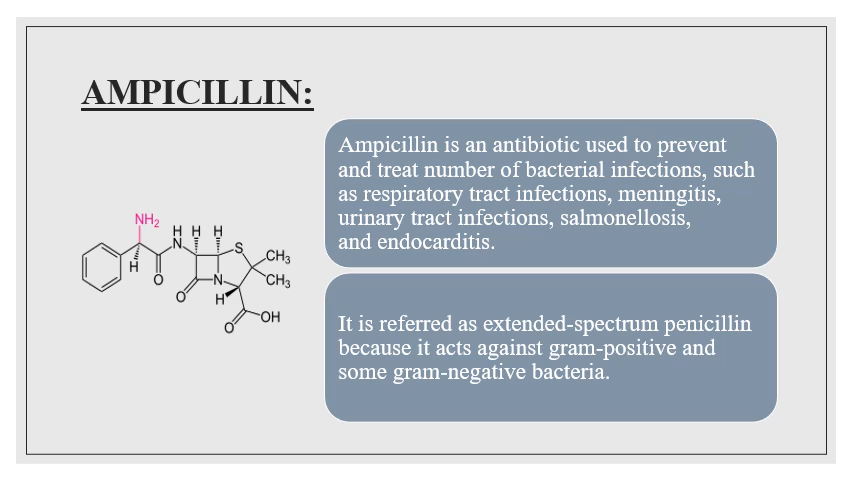 AMPICILLIN:
Ampicillin is an antibiotic used to prevent
and treat number of bacterial infections, such
as respiratory tract infections, meningitis,
urinary tract infections, salmonellosis,
and endocarditis.
NH₂
H H H
N S CH₃
H
O N CH₃
O H
O OH
It is referred as extended-spectrum penicillin
because it acts against gram-positive and
some gram-negative bacteria.